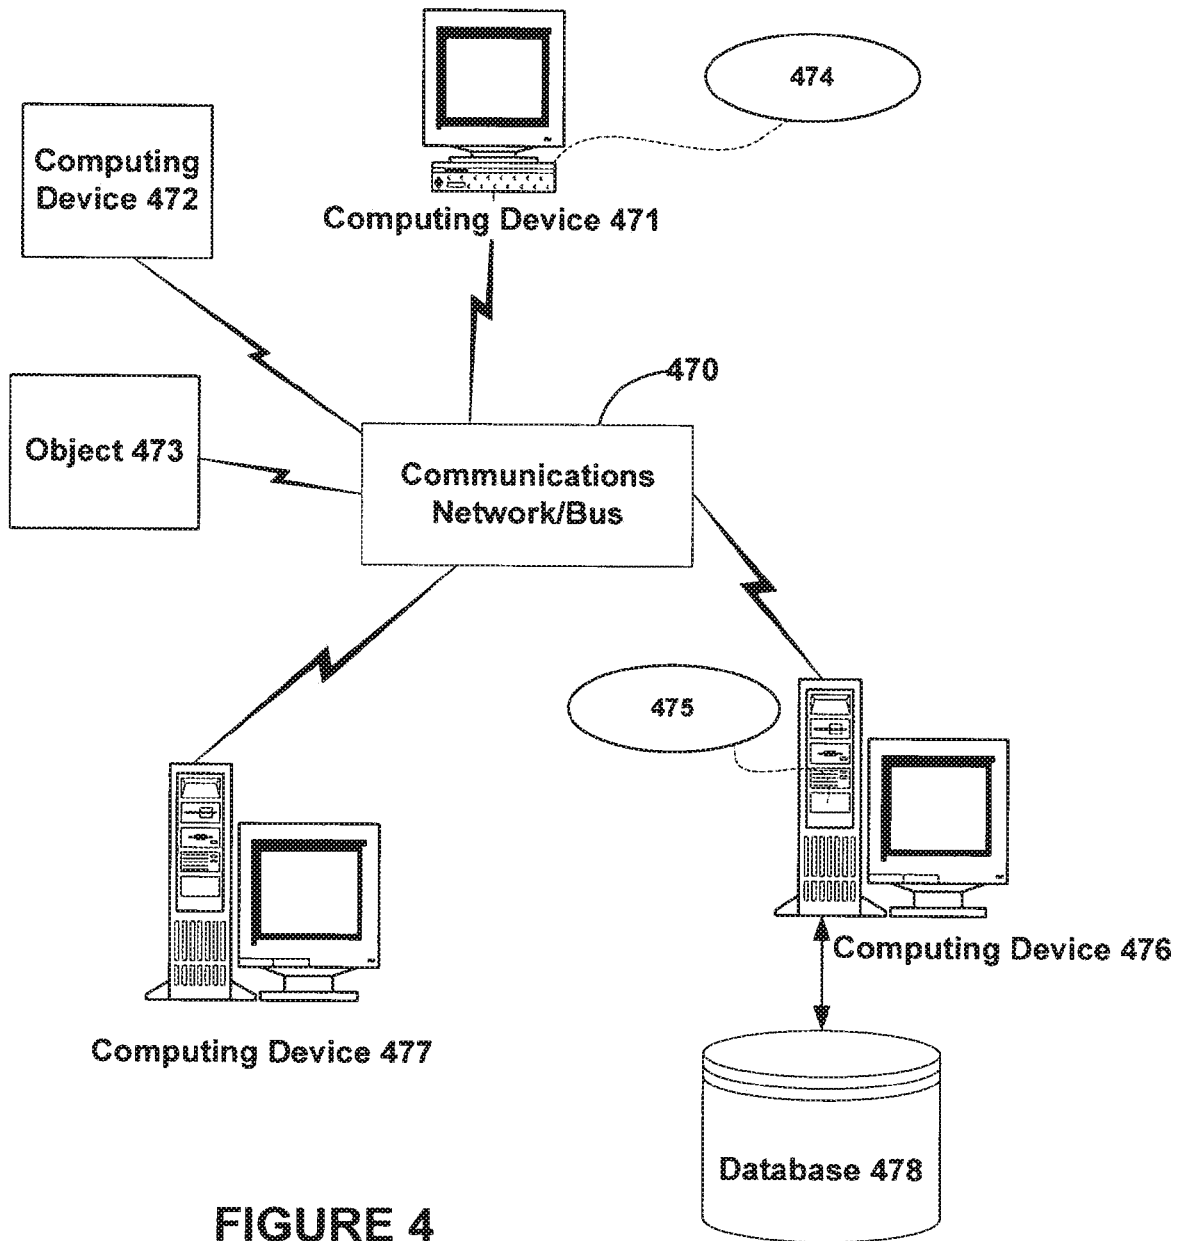 474
Computing
Device 472
Computing Device 471
470
Object 473
Communications
Network/Bus
475
Computing Device 476
Computing Device 477
Database 478
FIGURE 4